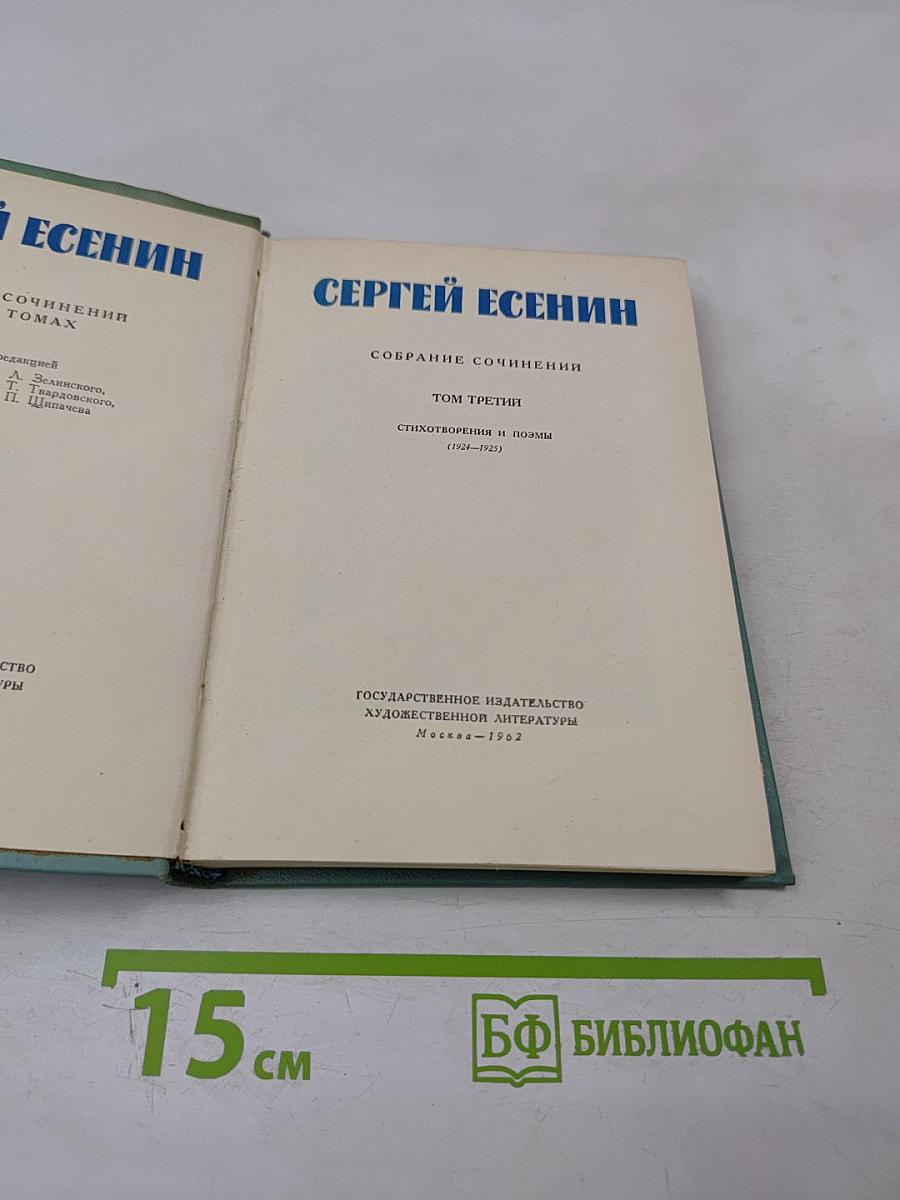 Й ЕСЕНИН
СОЧИНЕНИЙ
ТОМАХ
редакцией
Л. Зелинского,
Т. Твардовского,
П. Щипачева
СТВО
УРЫ
СЕРГЕЙ ЕСЕНИН
СОБРАНИЕ СОЧИНЕНИЙ
ТОМ ТРЕТИЙ
СТИХОТВОРЕНИЯ И ПОЭМЫ
(1924—1925)
ГОСУДАРСТВЕННОЕ ИЗДАТЕЛЬСТВО
ХУДОЖЕСТВЕННОЙ ЛИТЕРАТУРЫ
Москва—1962
15 см
БФ БИБЛИОФАН